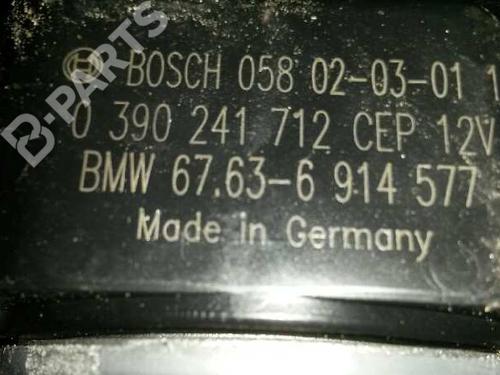 BOSCH 058 02-03-01 1
0 390 241 712 CEP 12V
BMW 67.63-6 914 577
Made in Germany
B-PARTS